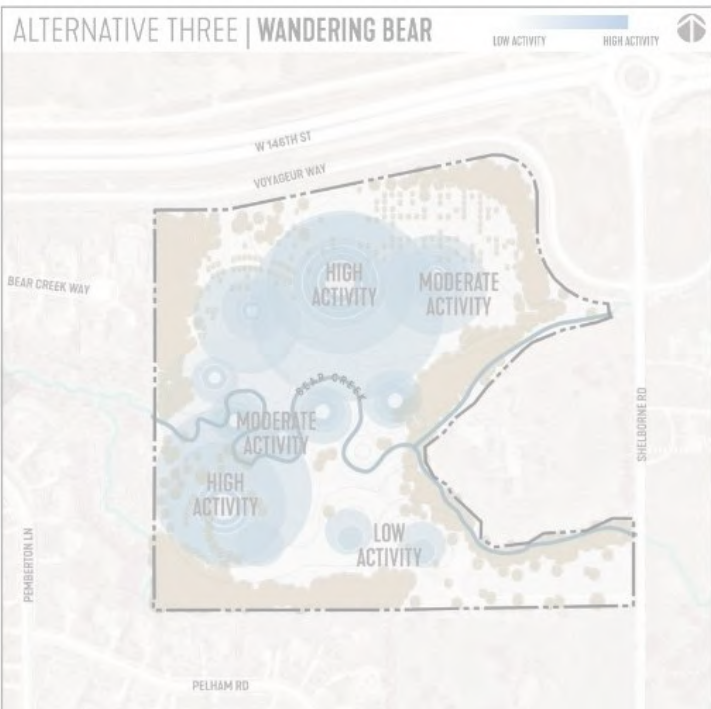 ALTERNATIVE THREE | WANDERING BEAR
LOW ACTIVITY
HIGH ACTIVITY
W 146TH ST
VOYAGEUR WAY
BEAR CREEK WAY
HIGH
ACTIVITY
MODERATE
ACTIVITY
BEAR CREEK
MODERATE
ACTIVITY
HIGH
ACTIVITY
LOW
ACTIVITY
SHELBORNE RD
PEMBERTON LN
PELHAM RD